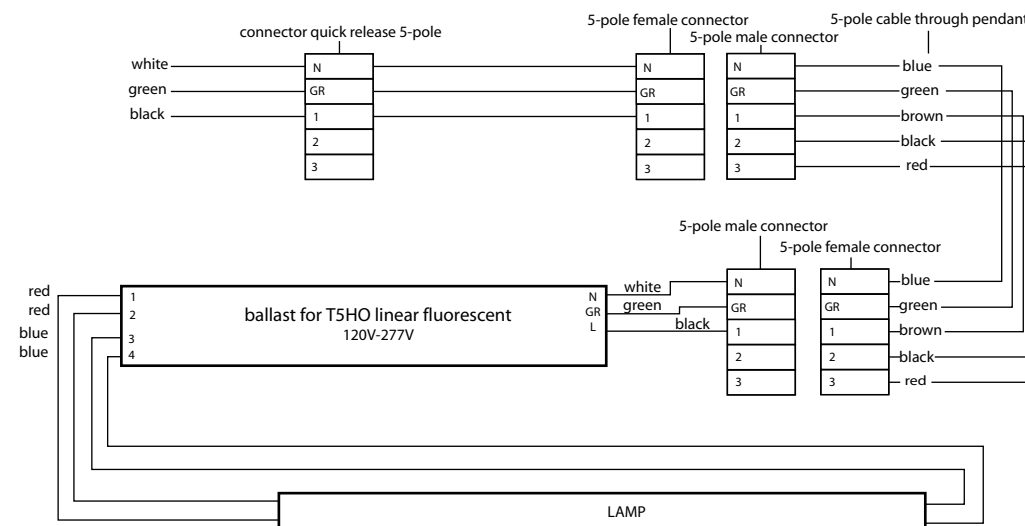 connector quick release 5-pole
5-pole female connector
5-pole male connector
5-pole cable through pendant
white
green
black
N
GR
1
2
3
N
GR
1
2
3
N
GR
1
2
3
blue
green
brown
black
red
5-pole male connector
5-pole female connector
red
red
blue
blue
1
2
3
4
ballast for T5HO linear fluorescent
120V-277V
N
GR
L
white
green
black
N
GR
1
2
3
N
GR
1
2
3
blue
green
brown
black
red
LAMP